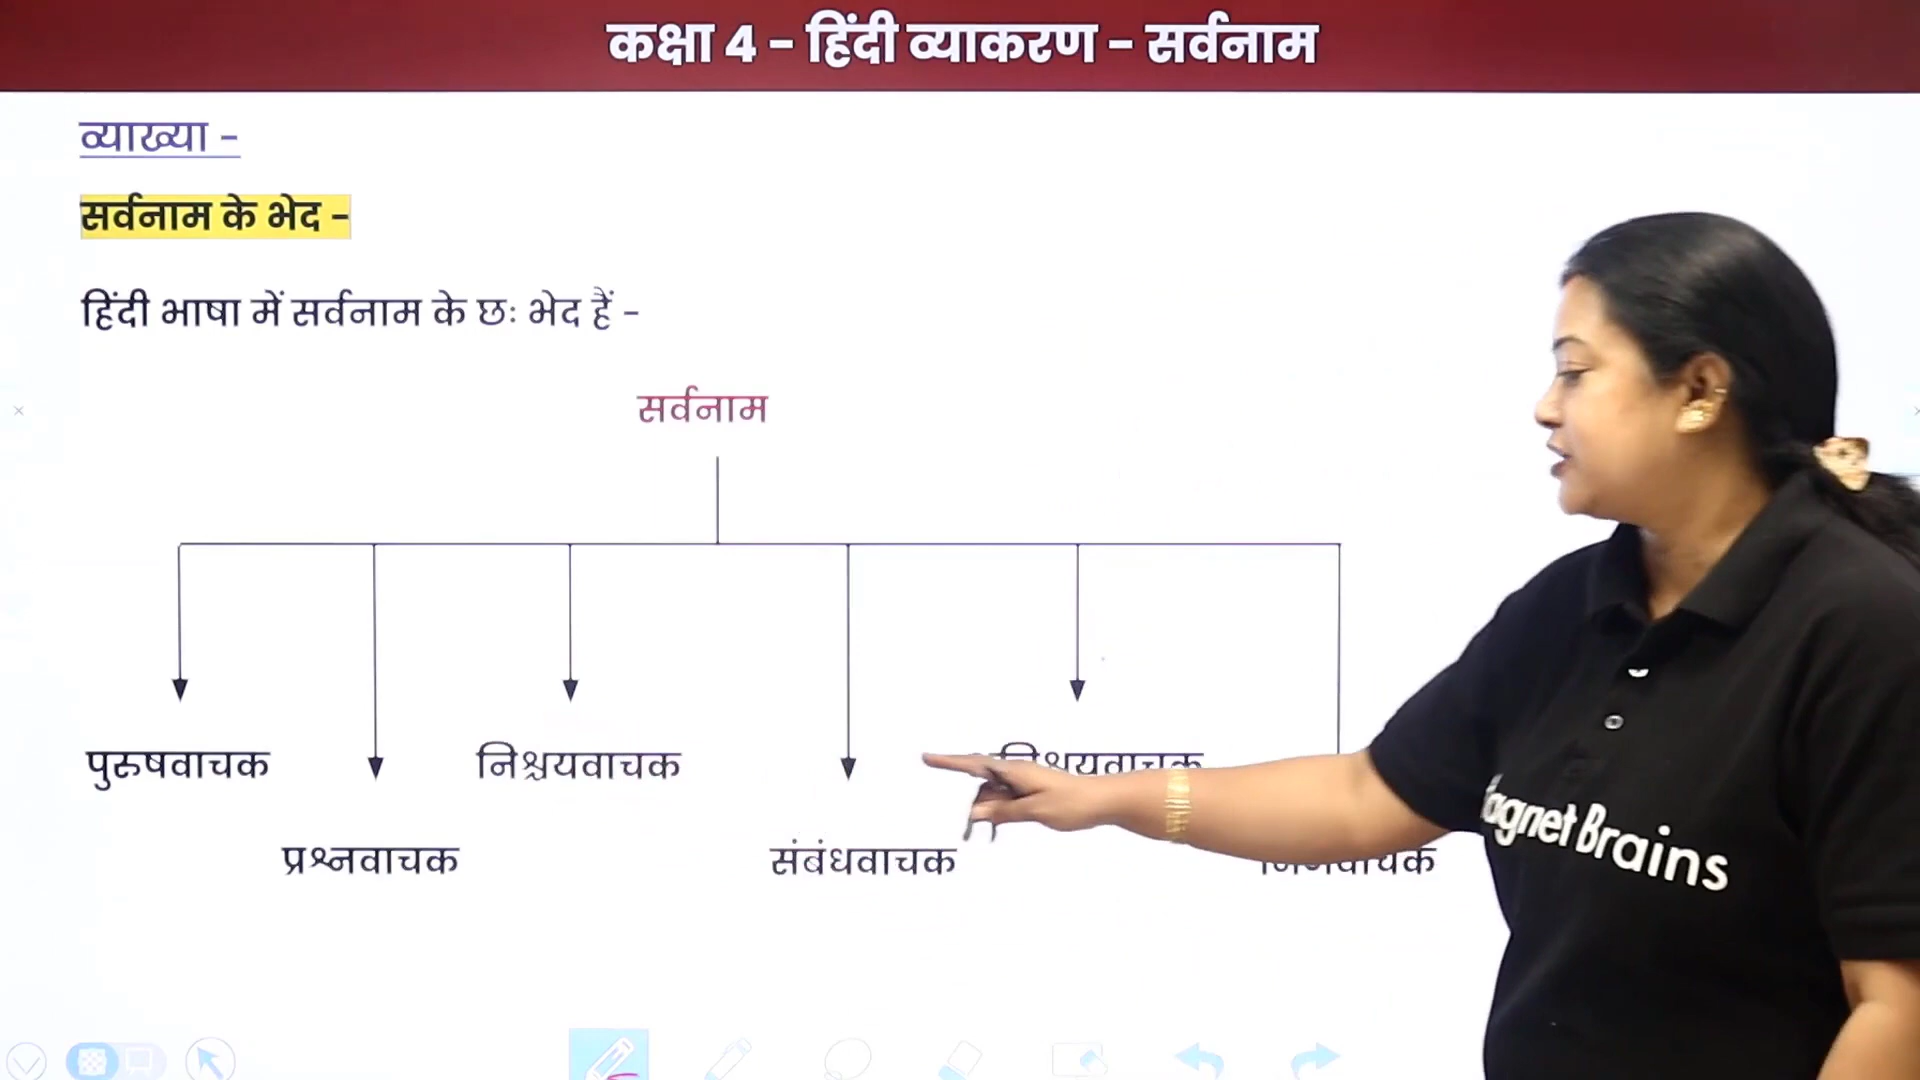 कक्षा 4 - हिंदी व्याकरण - सर्वनाम
व्याख्या -
सर्वनाम के भेद -
हिंदी भाषा में सर्वनाम के छः भेद हैं -
सर्वनाम
पुरुषवाचक निश्चयवाचक
प्रश्नवाचक संबंधवाचक
Brains